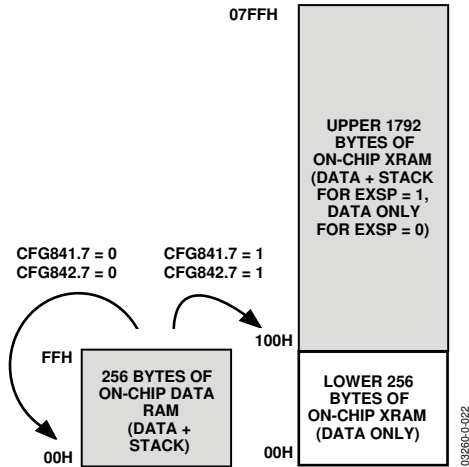 07FFH
UPPER 1792
BYTES OF
ON-CHIP XRAM
(DATA + STACK
FOR EXSP = 1,
DATA ONLY
FOR EXSP = 0)
CFG841.7 = 0
CFG842.7 = 0
CFG841.7 = 1
CFG842.7 = 1
100H
FFH
256 BYTES OF
ON-CHIP DATA
RAM
(DATA +
STACK)
00H
LOWER 256
BYTES OF
ON-CHIP XRAM
(DATA ONLY)
00H
03260-0-022